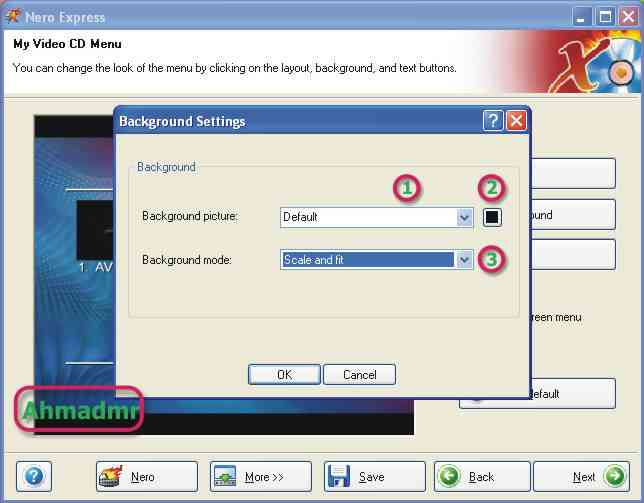 Nero Express
My Video CD Menu
You can change the look of the menu by clicking on the layout, background, and text buttons.
Background Settings
Background
1
2
Background picture:
Default
Background mode:
Scale and fit
3
OK
Cancel
1. AV
ound
reen menu
efault
Ahmadmr
?
Nero
More >>
Save
Back
Next